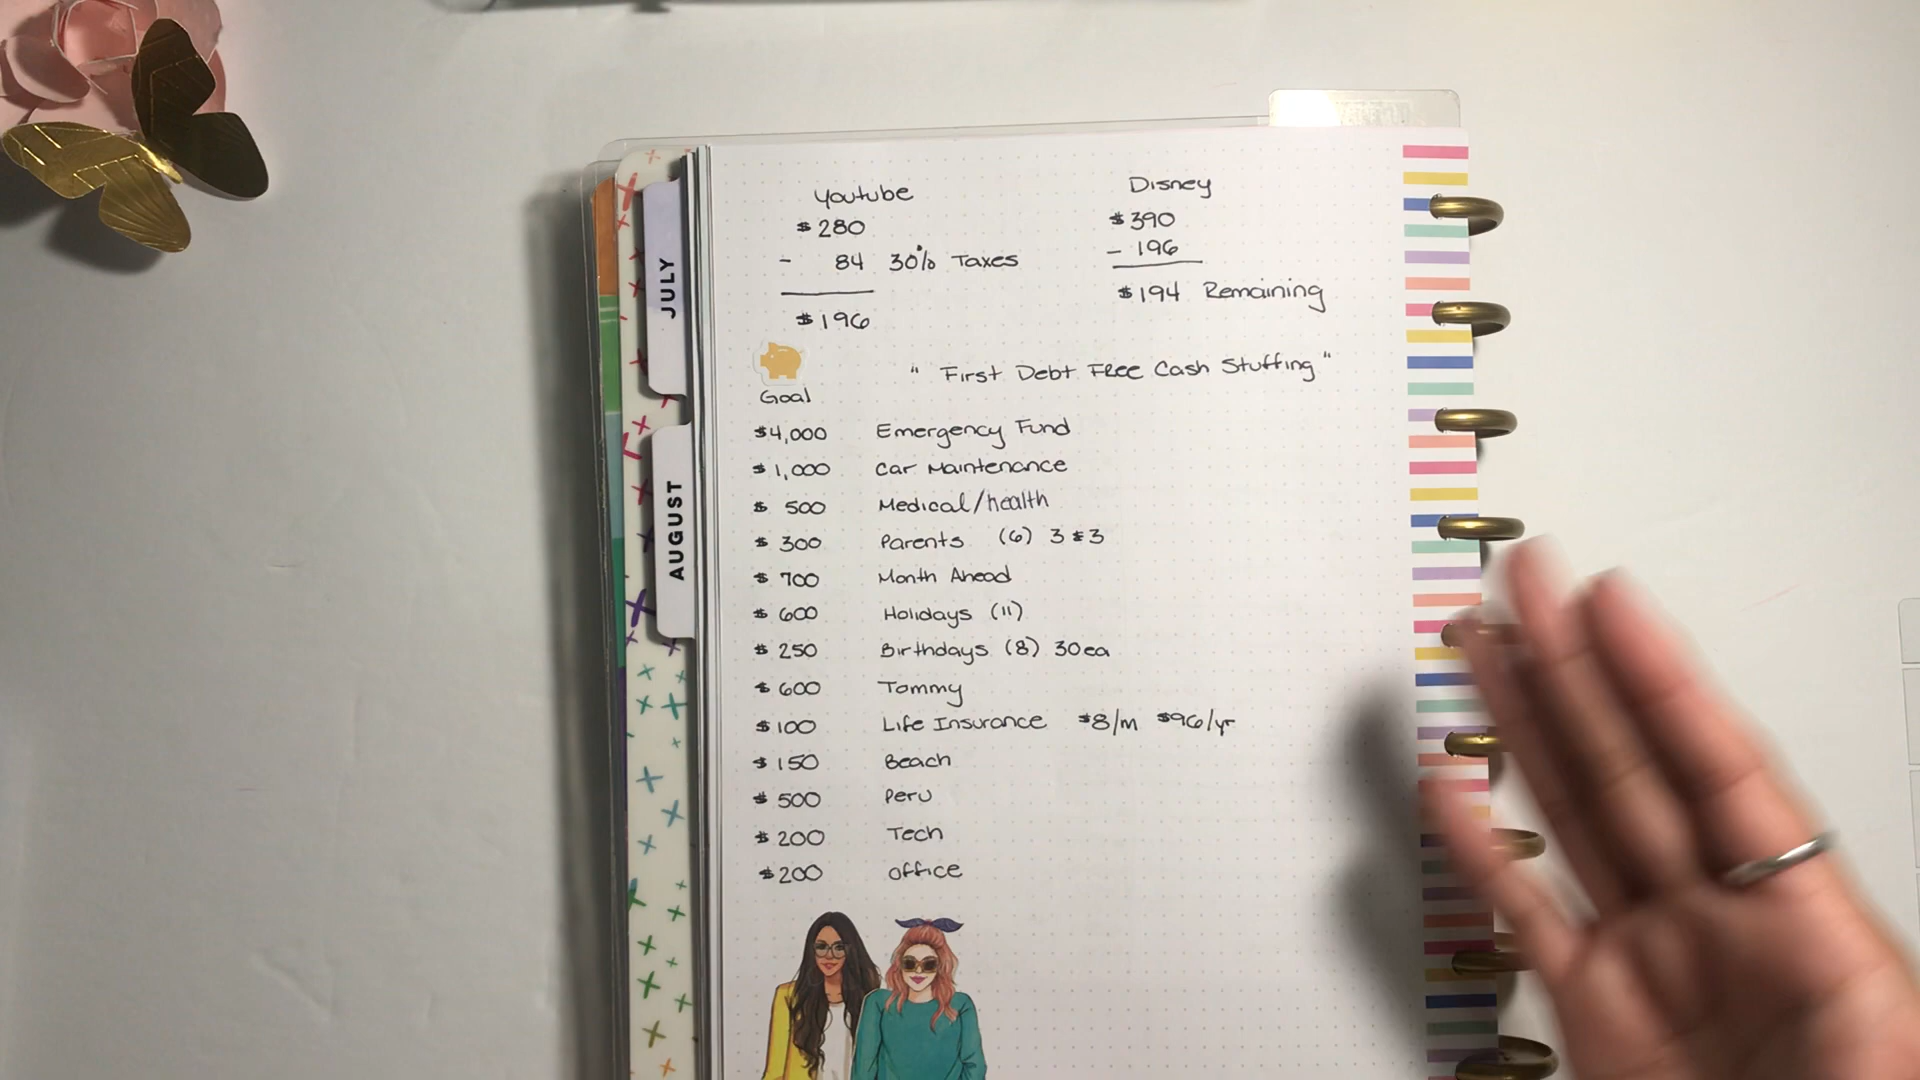 Youtube
$280
- 84 30% Taxes
$196
Disney
$390
- 196
$194 Remaining
" First Debt Free Cash Stuffing "
Goal
$4,000 Emergency Fund
$1,000 Car Maintenance
$ 500 Medical/health
$ 300 Parents (6) 3 & 3
$ 700 Month Ahead
$ 600 Holidays (11)
$ 250 Birthdays (8) 30 ea
$ 600 Tommy
$100 Life Insurance $8/m $96/yr
$ 150 Beach
$ 500 Peru
$ 200 Tech
$200 office
JULY
AUGUST